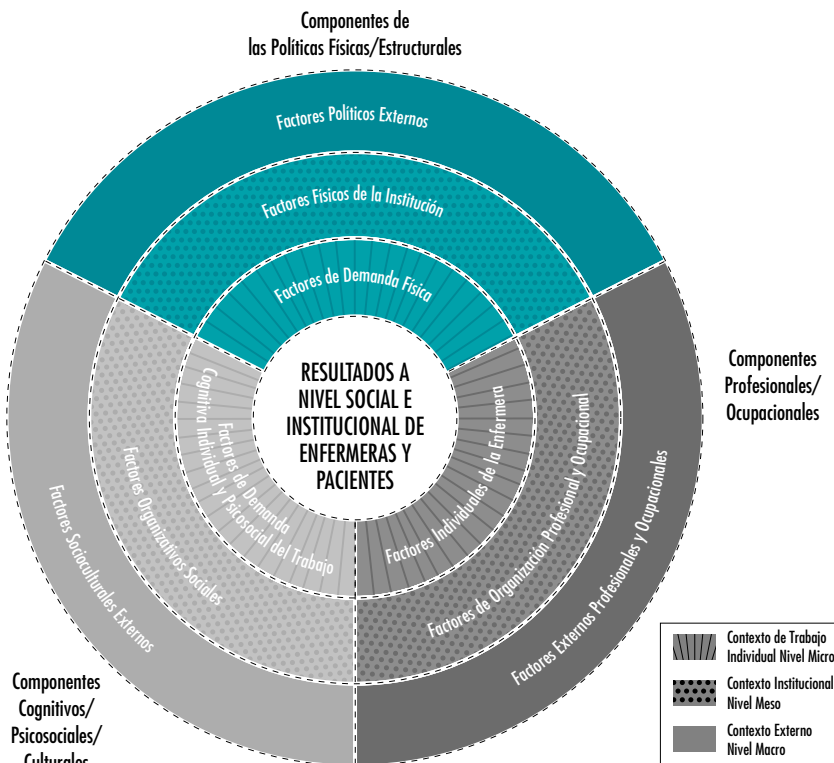 Componentes de
las Políticas Físicas/Estructurales
Factores Políticos Externos
Factores Físicos de la Institución
Factores de Demanda Física
RESULTADOS A
NIVEL SOCIAL E
INSTITUCIONAL DE
ENFERMERAS Y
PACIENTES
Componentes
Profesionales/
Ocupacionales
Factores Individuales de la Enfermera
Factores de Organización Profesional y Ocupacional
Factores Externos Profesionales y Ocupacionales
Factores de Demanda
Cognitiva Individual y Psicosocial del Trabajo
Factores Organizativos Sociales
Factores Socioculturales Externos
Componentes
Cognitivos/
Psicosociales/
Culturales
Contexto de Trabajo
Individual Nivel Micro
Contexto Institucional
Nivel Meso
Contexto Externo
Nivel Macro